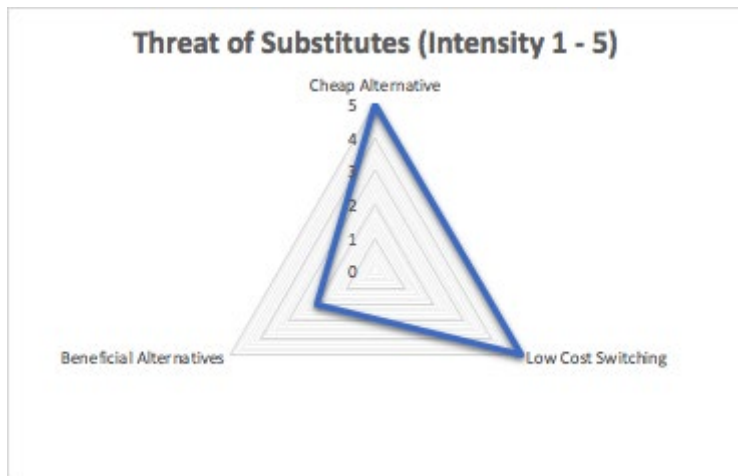 Threat of Substitutes (Intensity 1 - 5)
Cheap Alternative
5
4
3
2
1
0
Beneficial Alternatives
Low Cost Switching